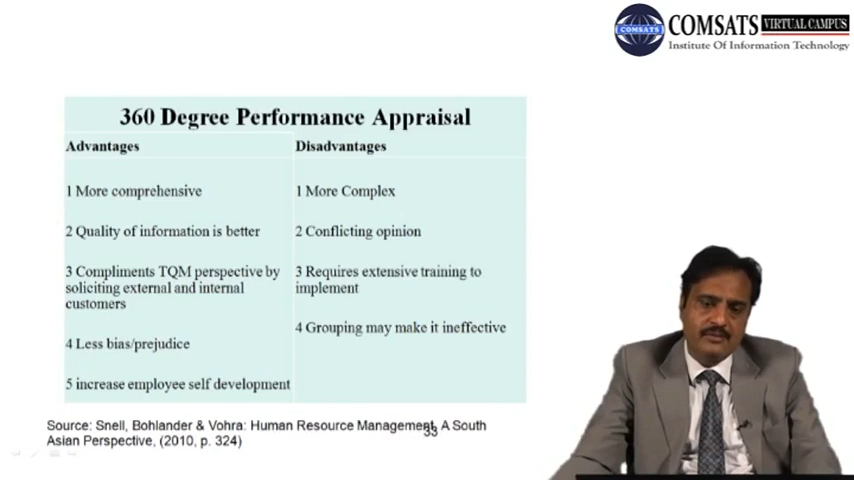 COMSATS VIRTUAL CAMPUS
COMSATS
Institute Of Information Technology
360 Degree Performance Appraisal
Advantages
Disadvantages
1 More comprehensive
1 More Complex
2 Quality of information is better
2 Conflicting opinion
3 Compliments TQM perspective by
soliciting external and internal
customers
3 Requires extensive training to
implement
4 Less bias/prejudice
4 Grouping may make it ineffective
5 increase employee self development
Source: Snell, Bohlander & Vohra: Human Resource Management, A South
Asian Perspective, (2010, p. 324)
33